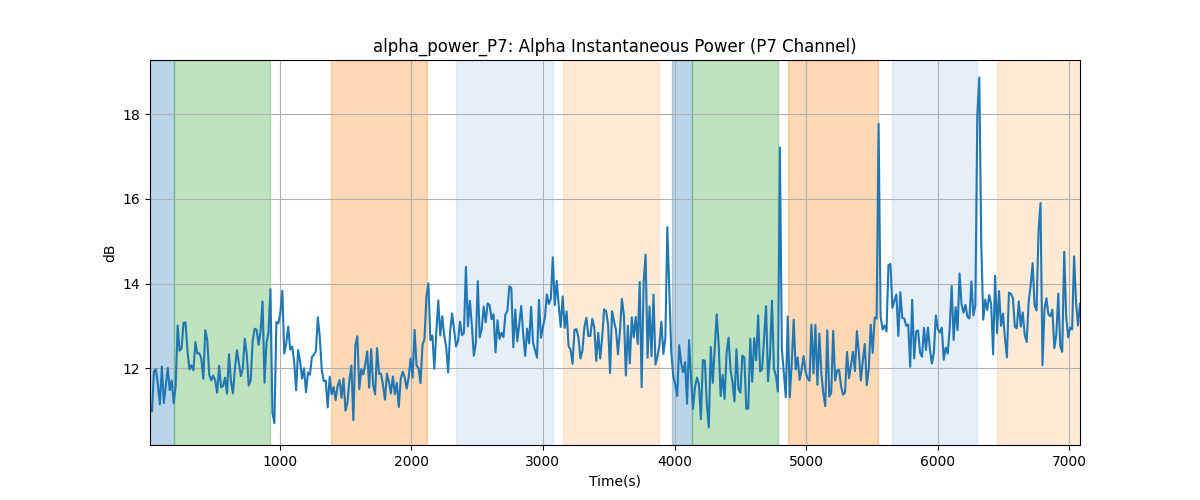 alpha_power_P7: Alpha Instantaneous Power (P7 Channel)
18
16
14
12
dB
1000 2000 3000 4000 5000 6000 7000
Time(s)